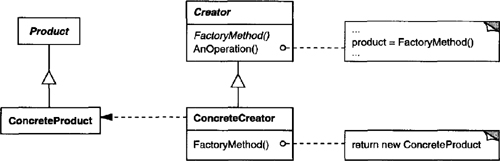 Product
ConcreteProduct
Creator
FactoryMethod()
AnOperation()
...
product = FactoryMethod()
...
ConcreteCreator
FactoryMethod()
return new ConcreteProduct